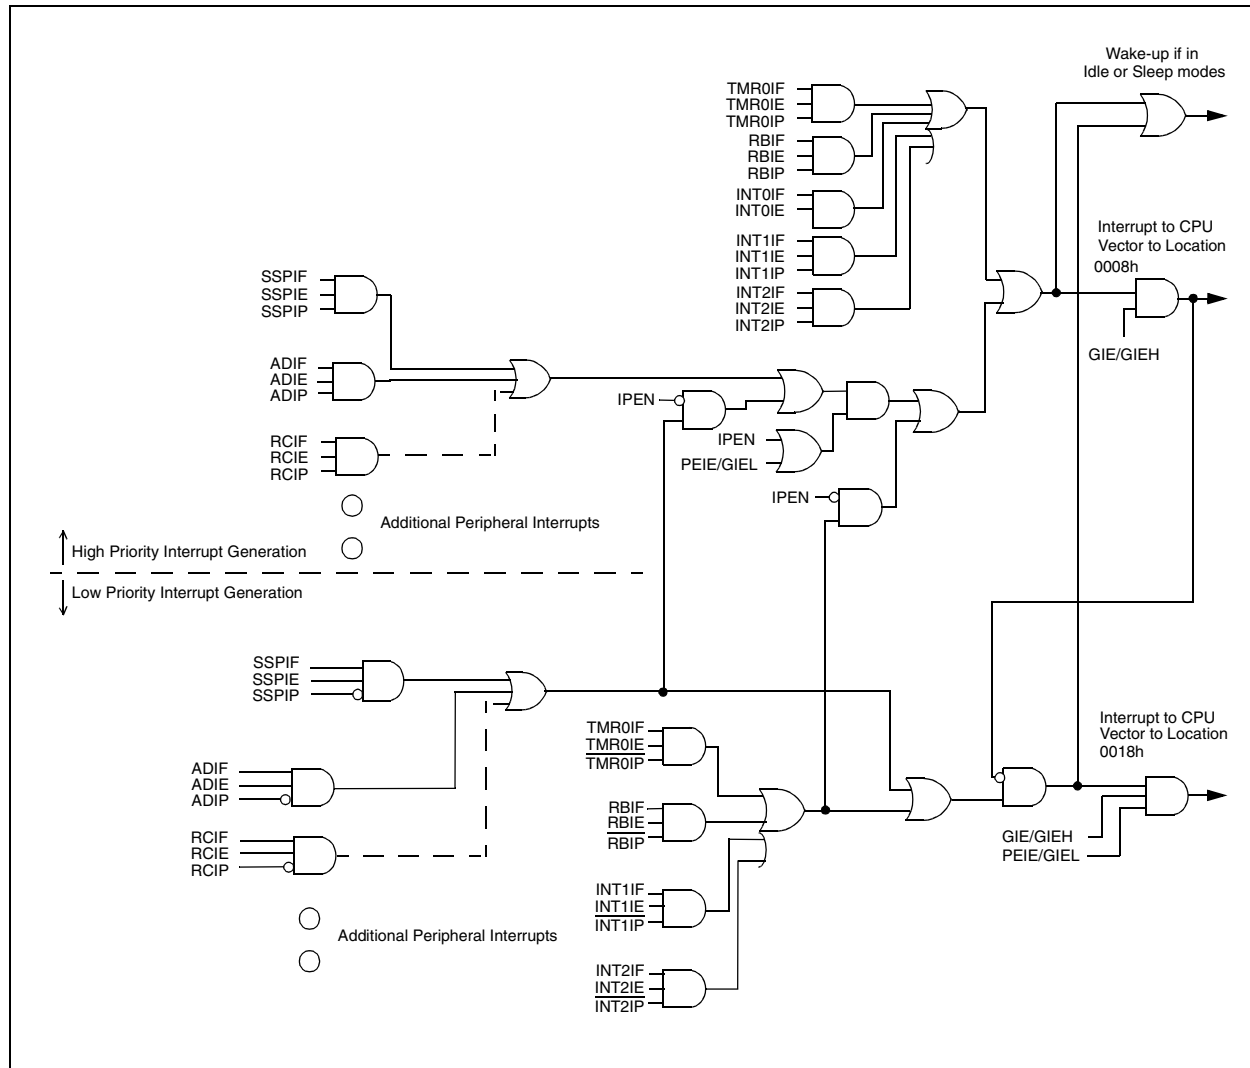 Wake-up if in
Idle or Sleep modes
TMR0IF
TMR0IE
TMR0IP
RBIF
RBIE
RBIP
INT0IF
INT0IE
INT1IF
INT1IE
INT1IP
INT2IF
INT2IE
INT2IP
Interrupt to CPU
Vector to Location
0008h
GIE/GIEH
SSPIF
SSPIE
SSPIP
ADIF
ADIE
ADIP
RCIF
RCIE
RCIP
IPEN
IPEN
PEIE/GIEL
IPEN
Additional Peripheral Interrupts
High Priority Interrupt Generation
Low Priority Interrupt Generation
SSPIF
SSPIE
SSPIP
ADIF
ADIE
ADIP
RCIF
RCIE
RCIP
Additional Peripheral Interrupts
TMR0IF
TMR0IE
TMR0IP
RBIF
RBIE
RBIP
INT1IF
INT1IE
INT1IP
INT2IF
INT2IE
INT2IP
Interrupt to CPU
Vector to Location
0018h
GIE/GIEH
PEIE/GIEL